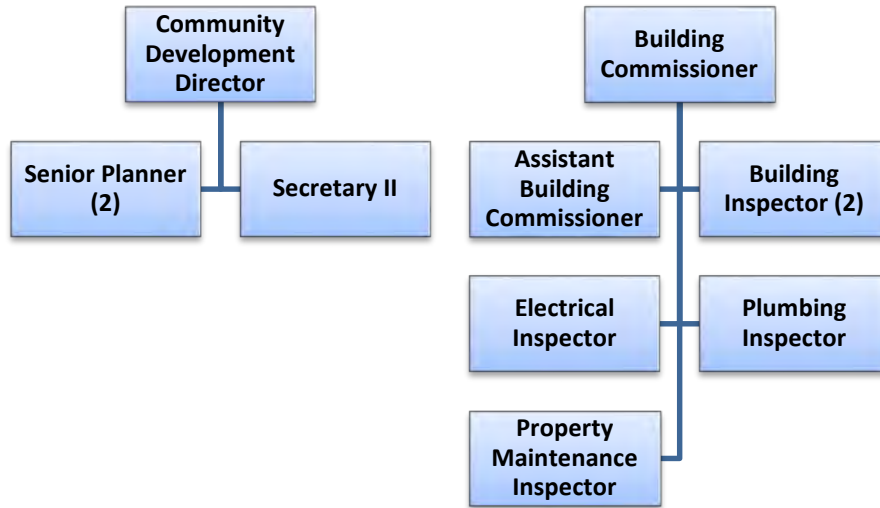 Community
Development
Director
Senior Planner
(2)
Secretary II
Building
Commissioner
Assistant
Building
Commissioner
Building
Inspector (2)
Electrical
Inspector
Plumbing
Inspector
Property
Maintenance
Inspector